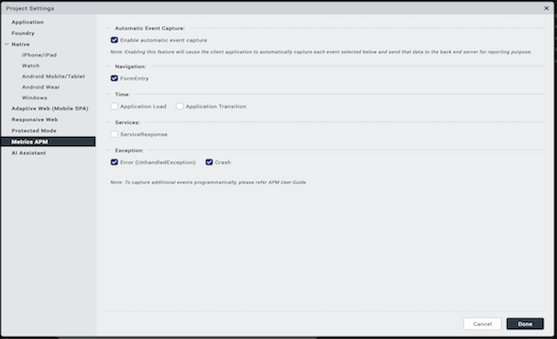 Project Settings
Application
Foundry
Native
iPhone/iPad
Watch
Android Mobile/Tablet
Android Wear
Windows
Adaptive Web (Mobile SPA)
Responsive Web
Protected Mode
Metrics APM
AI Assistant
Automatic Event Capture:
Enable automatic event capture
Note: Enabling this feature will cause the client application to automatically capture each event selected below and send that data to the back end server for reporting purpose.
Navigation:
FormEntry
Time:
Application Load Application Transition
Services:
ServiceResponse
Exception:
Error (UnhandledException) Crash
Note: To capture additional events programmatically, please refer APM User Guide.
Cancel Done